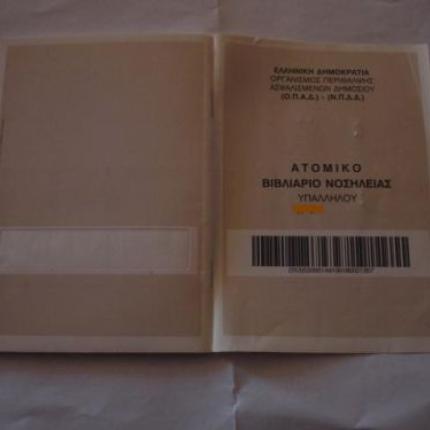 ΕΛΛΗΝΙΚΗ ΔΗΜΟΚΡΑΤΙΑ
ΟΡΓΑΝΙΣΜΟΣ ΠΕΡΙΘΑΛΨΗΣ
ΑΣΦΑΛΙΣΜΕΝΩΝ ΔΗΜΟΣΙΟΥ
(Ο.Π.Α.Δ.) - (Ν.Π.Δ.Δ.)
ΑΤΟΜΙΚΟ
ΒΙΒΛΙΑΡΙΟ ΝΟΣΗΛΕΙΑΣ
ΥΠΑΛΛΗΛΟΥ